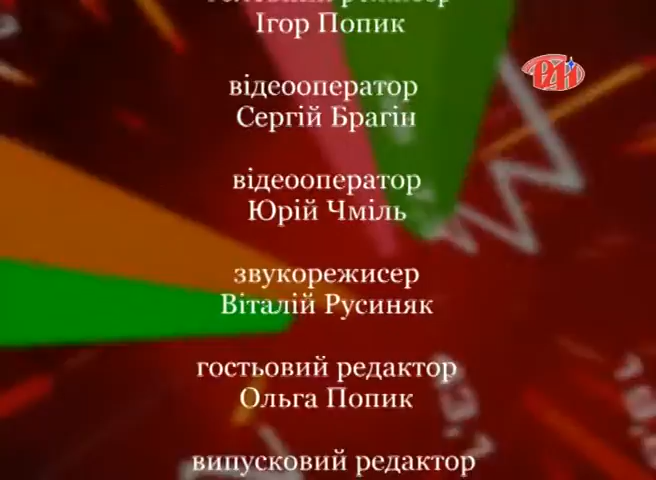 Ігор Попик
відеооператор
Сергій Брагін
відеооператор
Юрій Чміль
звукорежисер
Віталій Русиняк
гостьовий редактор
Ольга Попик
випусковий редактор